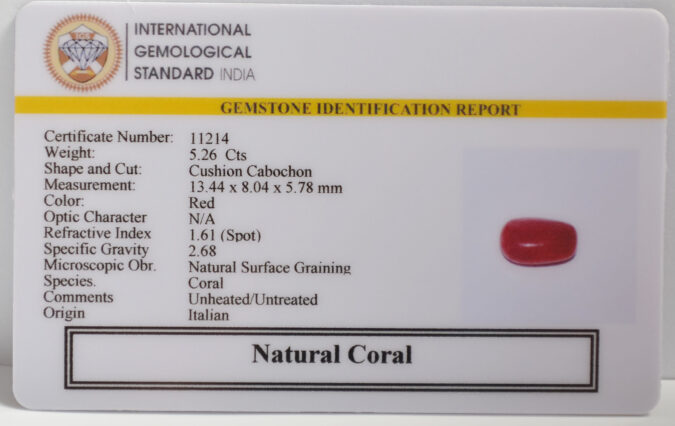 IGS
INTERNATIONAL
GEMOLOGICAL
STANDARD INDIA
GEMSTONE IDENTIFICATION REPORT
Certificate Number: 11214
Weight: 5.26 Cts
Shape and Cut: Cushion Cabochon
Measurement: 13.44 x 8.04 x 5.78 mm
Color: Red
Optic Character N/A
Refractive Index 1.61 (Spot)
Specific Gravity 2.68
Microscopic Obr. Natural Surface Graining
Species. Coral
Comments Unheated/Untreated
Origin Italian
Natural Coral